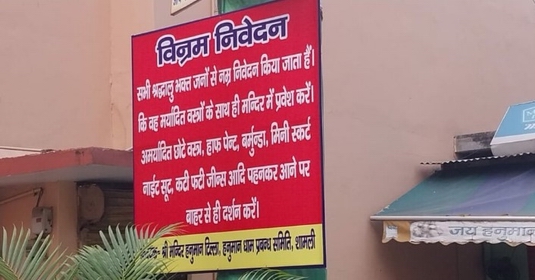 विनम्र निवेदन
सभी श्रद्धालु भक्त जनों से नम्र निवेदन किया जाता हैं।
कि वह मर्यादित वस्त्रों के साथ ही मन्दिर में प्रवेश करें।
अमर्यादित छोटे वस्त्र, हाफ पेन्ट, बर्मुन्डा, मिनी स्कर्ट
नाईट सूट, कटी फटी जीन्स आदि पहनकर आने पर
बाहर से ही दर्शन करें।
श्री मन्दिर हनुमान टिल्ला, हनुमान धाम प्रबन्ध समिति, शामली
जय हनुमान